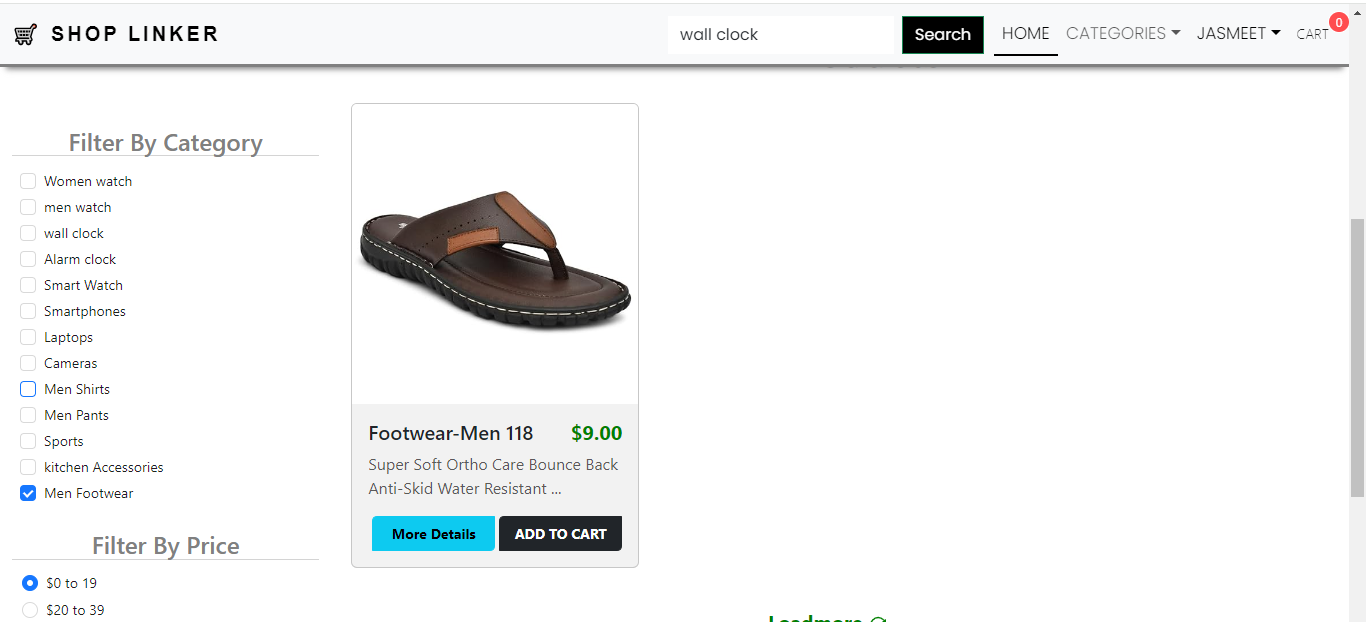 SHOP LINKER
wall clock
Search
HOME
CATEGORIES
JASMEET
CART
0
Filter By Category
Women watch
men watch
wall clock
Alarm clock
Smart Watch
Smartphones
Laptops
Cameras
Men Shirts
Men Pants
Sports
kitchen Accessories
Men Footwear
Filter By Price
$0 to 19
$20 to 39
Footwear-Men 118
$9.00
Super Soft Ortho Care Bounce Back
Anti-Skid Water Resistant ...
More Details
ADD TO CART
Loadmore